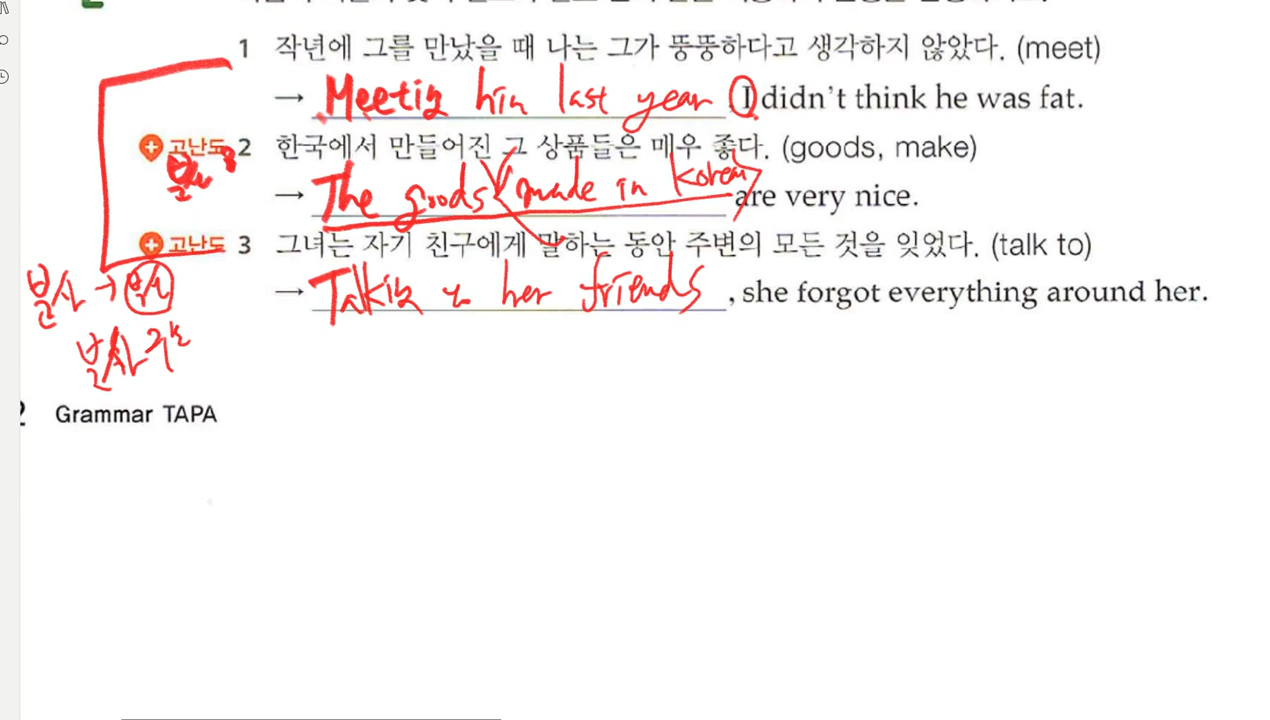 1 작년에 그를 만났을 때 나는 그가 뚱뚱하다고 생각하지 않았다. (meet)
→ Meeting him last year I didn't think he was fat.
고난도 2 한국에서 만들어진 그 상품들은 매우 좋다. (goods, make)
분사
→ The goods made in Korea are very nice.
고난도 3 그녀는 자기 친구에게 말하는 동안 주변의 모든 것을 잊었다. (talk to)
분사 →
→ Talking to her friends, she forgot everything around her.
분사구문
2 Grammar TAPA